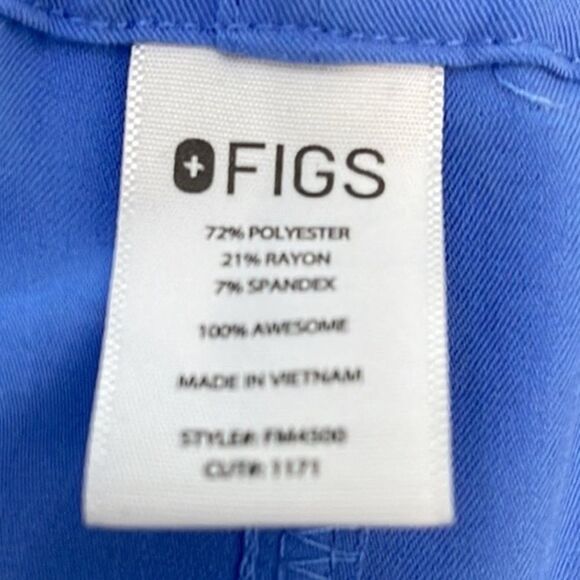 FIGS
72% POLYESTER
21% RAYON
7% SPANDEX
100% AWESOME
MADE IN VIETNAM
STYLE#: FM4500
CUT#: 1171